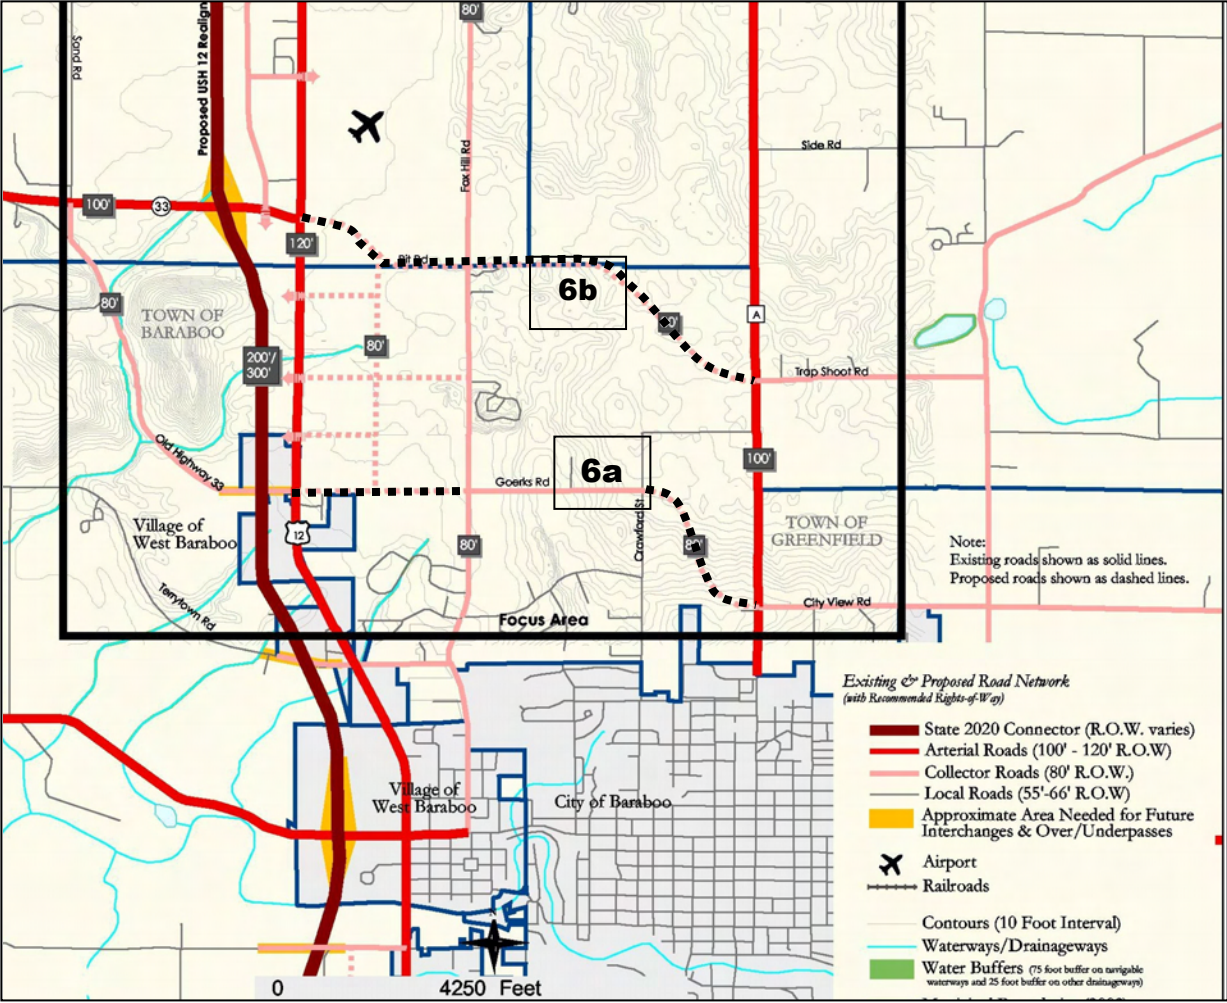 80'
Sand Rd
Proposed USH 12 Realign
Fox Hill Rd
Side Rd
100'
33
120'
Pit Rd
6b
80'
TOWN OF
BARABOO
A
80'
200'/
300'
Trap Shoot Rd
Old Highway 33
6a
100'
Goerks Rd
Crawford St
Village of
West Baraboo
12
80'
80'
TOWN OF
GREENFIELD
Note:
Existing roads shown as solid lines.
Proposed roads shown as dashed lines.
Terrytown Rd
City View Rd
Focus Area
Existing & Proposed Road Network
(with Recommended Rights-of-Way)
State 2020 Connector (R.O.W. varies)
Arterial Roads (100' - 120' R.O.W)
Collector Roads (80' R.O.W.)
Local Roads (55'-66' R.O.W)
Approximate Area Needed for Future
Interchanges & Over/Underpasses
Village of
West Baraboo
City of Baraboo
Airport
Railroads
Contours (10 Foot Interval)
Waterways/Drainageways
Water Buffers (75 foot buffer on navigable
waterways and 25 foot buffer on other drainageways)
0 4250 Feet